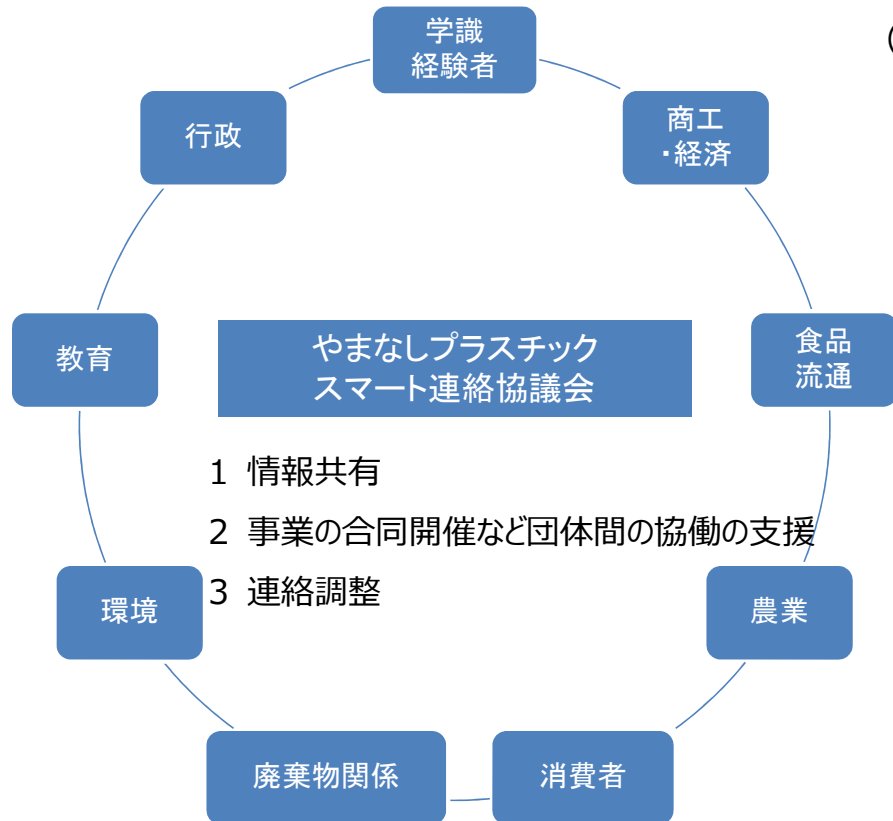 学識
経験者
(
商工
・経済
行政
食品
流通
教育
やまなしプラスチック
スマート連絡協議会
1 情報共有
2 事業の合同開催など団体間の協働の支援
3 連絡調整
環境
農業
廃棄物関係
消費者